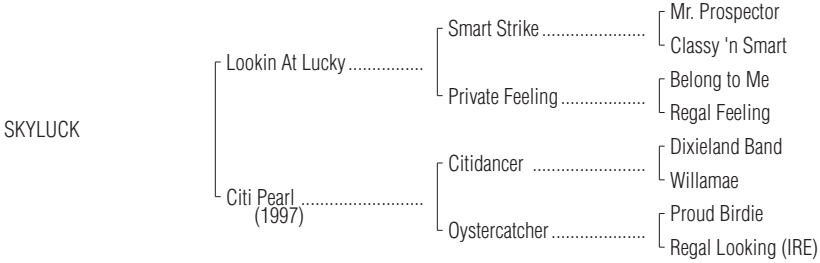 Mr. Prospector
Smart Strike......................
Classy 'n Smart
Lookin At Lucky................
Belong to Me
Private Feeling..................
Regal Feeling
SKYLUCK
Dixieland Band
Citidancer ........................
Willamae
Citi Pearl ..........................
(1997)
Proud Birdie
Oystercatcher....................
Regal Looking (IRE)